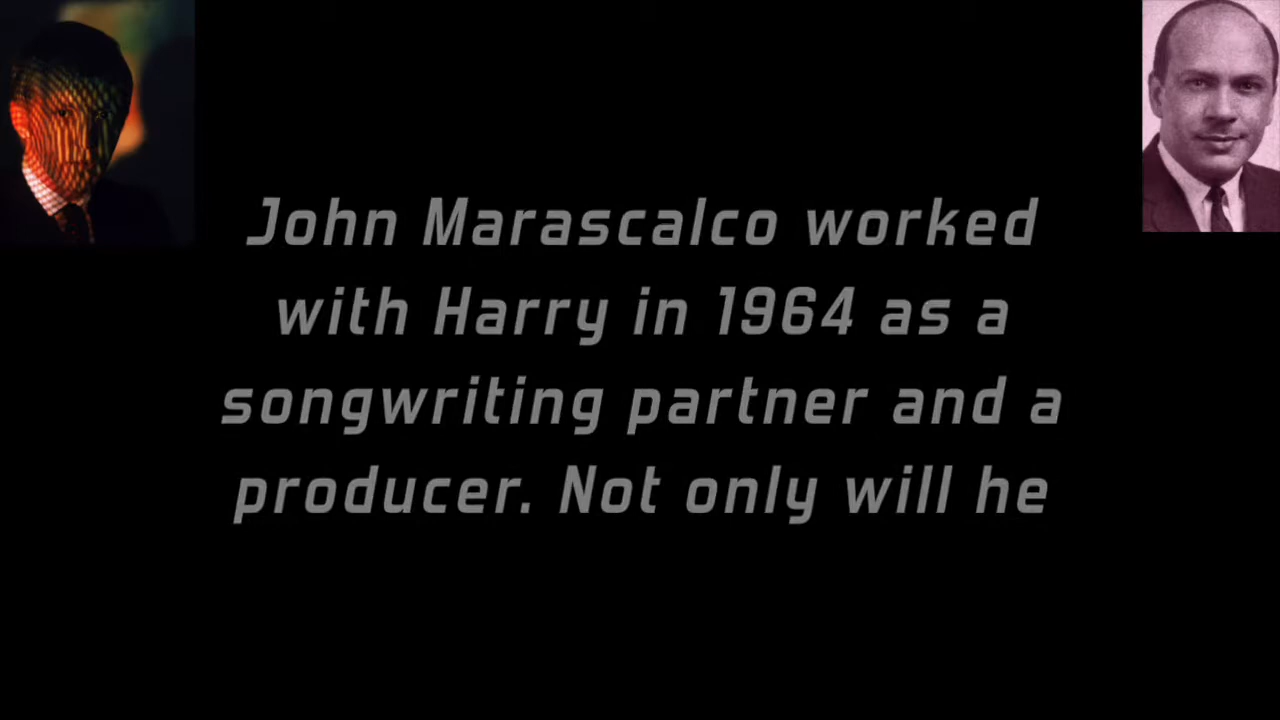 John Marascalco worked
with Harry in 1964 as a
songwriting partner and a
producer. Not only will he